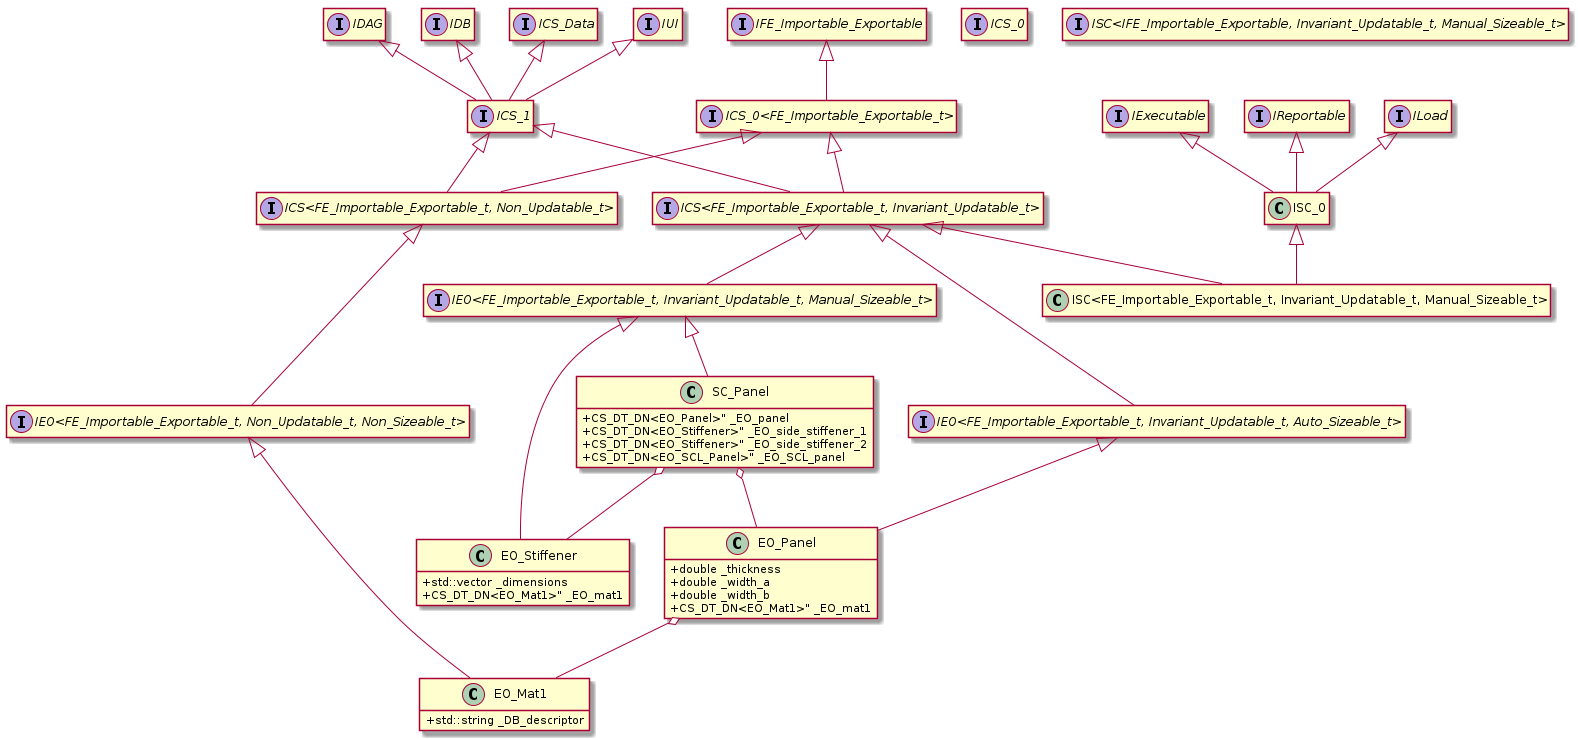 I IDAG
I IDB
I ICS_Data
I IUI
I IFE_Importable_Exportable
I ICS_0
I ISC<IFE_Importable_Exportable, Invariant_Updatable_t, Manual_Sizeable_t>
I ICS_1
I ICS_0<FE_Importable_Exportable_t>
I IExecutable
I IReportable
I ILoad
I ICS<FE_Importable_Exportable_t, Non_Updatable_t>
I ICS<FE_Importable_Exportable_t, Invariant_Updatable_t>
C ISC_0
I IEO<FE_Importable_Exportable_t, Invariant_Updatable_t, Manual_Sizeable_t>
C ISC<FE_Importable_Exportable_t, Invariant_Updatable_t, Manual_Sizeable_t>
C SC_Panel
+CS_DT_DN<EO_Panel>" _EO_panel
+CS_DT_DN<EO_Stiffener>" _EO_side_stiffener_1
+CS_DT_DN<EO_Stiffener>" _EO_side_stiffener_2
+CS_DT_DN<EO_SCL_Panel>" _EO_SCL_panel
I IEO<FE_Importable_Exportable_t, Non_Updatable_t, Non_Sizeable_t>
I IEO<FE_Importable_Exportable_t, Invariant_Updatable_t, Auto_Sizeable_t>
C EO_Stiffener
+std::vector _dimensions
+CS_DT_DN<EO_Mat1>" _EO_mat1
C EO_Panel
+double _thickness
+double _width_a
+double _width_b
+CS_DT_DN<EO_Mat1>" _EO_mat1
C EO_Mat1
+std::string _DB_descriptor